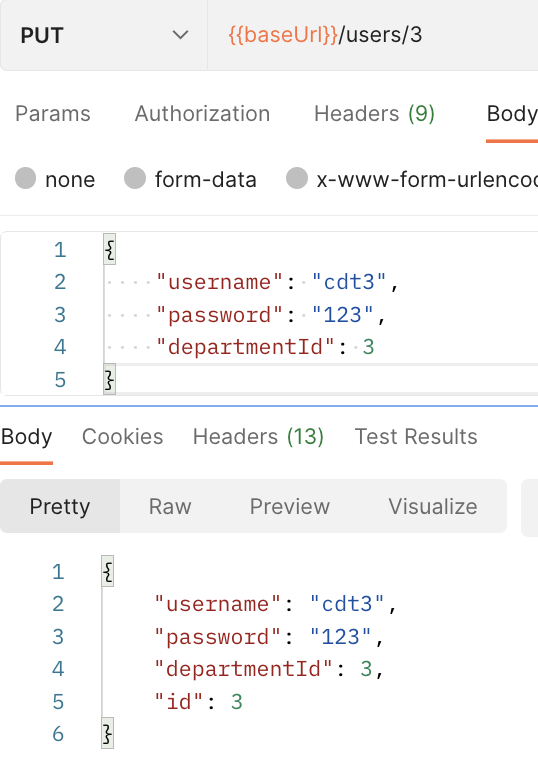 PUT {{baseUrl}}/users/3
Params Authorization Headers (9) Body
none form-data x-www-form-urlenco
1 {
2 "username": "cdt3",
3 "password": "123",
4 "departmentId": 3
5 }
Body Cookies Headers (13) Test Results
Pretty Raw Preview Visualize
1 {
2 "username": "cdt3",
3 "password": "123",
4 "departmentId": 3,
5 "id": 3
6 }